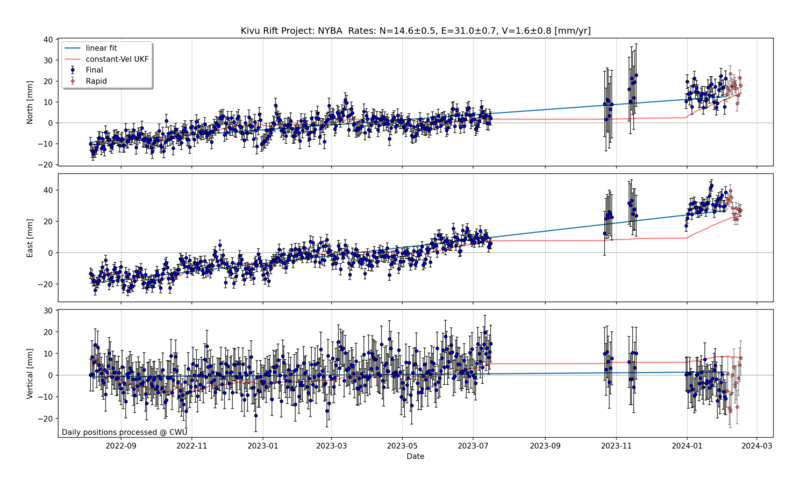 Kivu Rift Project: NYBA Rates: N=14.6±0.5, E=31.0±0.7, V=1.6±0.8 [mm/yr]
linear fit
constant-Vel UKF
Final
Rapid
North [mm]
40
30
20
10
0
−10
−20
East [mm]
40
20
0
−20
Vertical [mm]
30
20
10
0
−10
−20
Daily positions processed @ CWU
2022-09 2022-11 2023-01 2023-03 2023-05 2023-07 2023-09 2023-11 2024-01 2024-03
Date